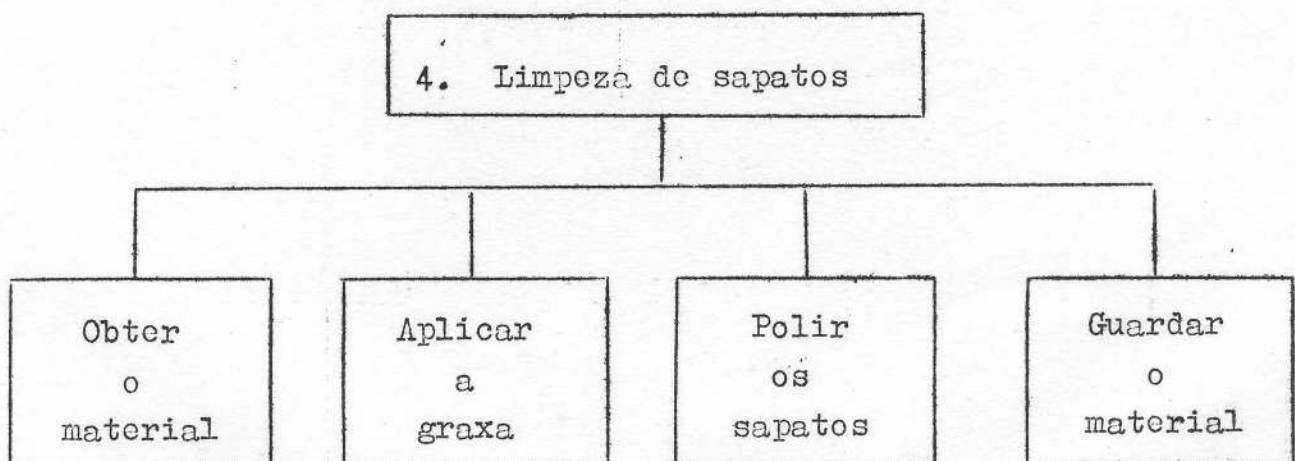 4. Limpeza de sapatos
Obter
o
material
Aplicar
a
graxa
Polir
os
sapatos
Guardar
o
material